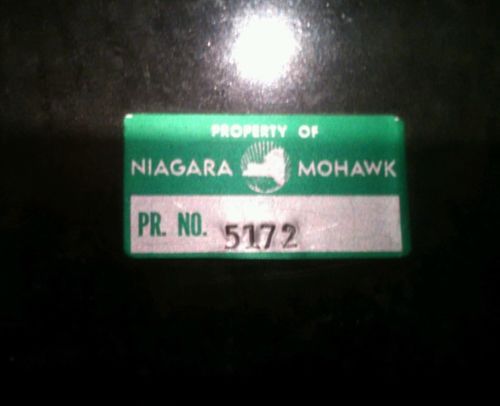 PROPERTY OF
NIAGARA MOHAWK
PR. NO. 5172